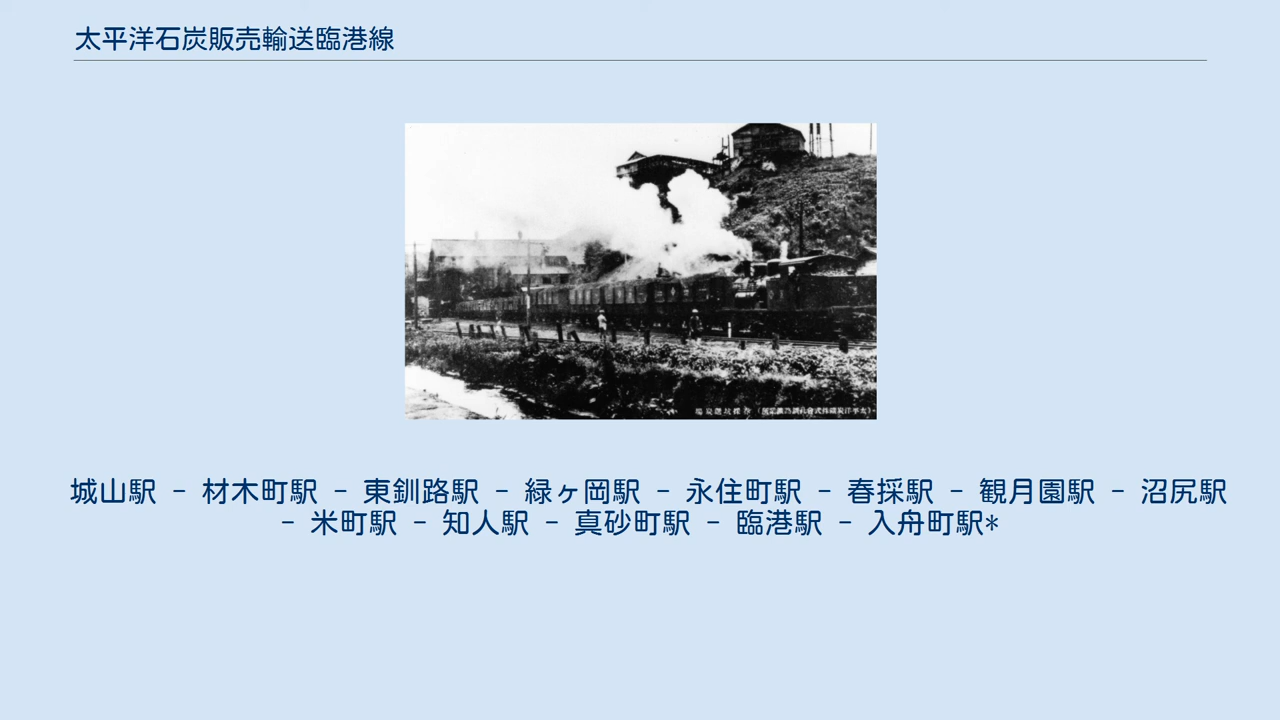 太平洋石炭販売輸送臨港線
城山駅 - 材木町駅 - 東釧路駅 - 緑ヶ岡駅 - 永住町駅 - 春採駅 - 観月園駅 - 沼尻駅
- 米町駅 - 知人駅 - 真砂町駅 - 臨港駅 - 入舟町駅*